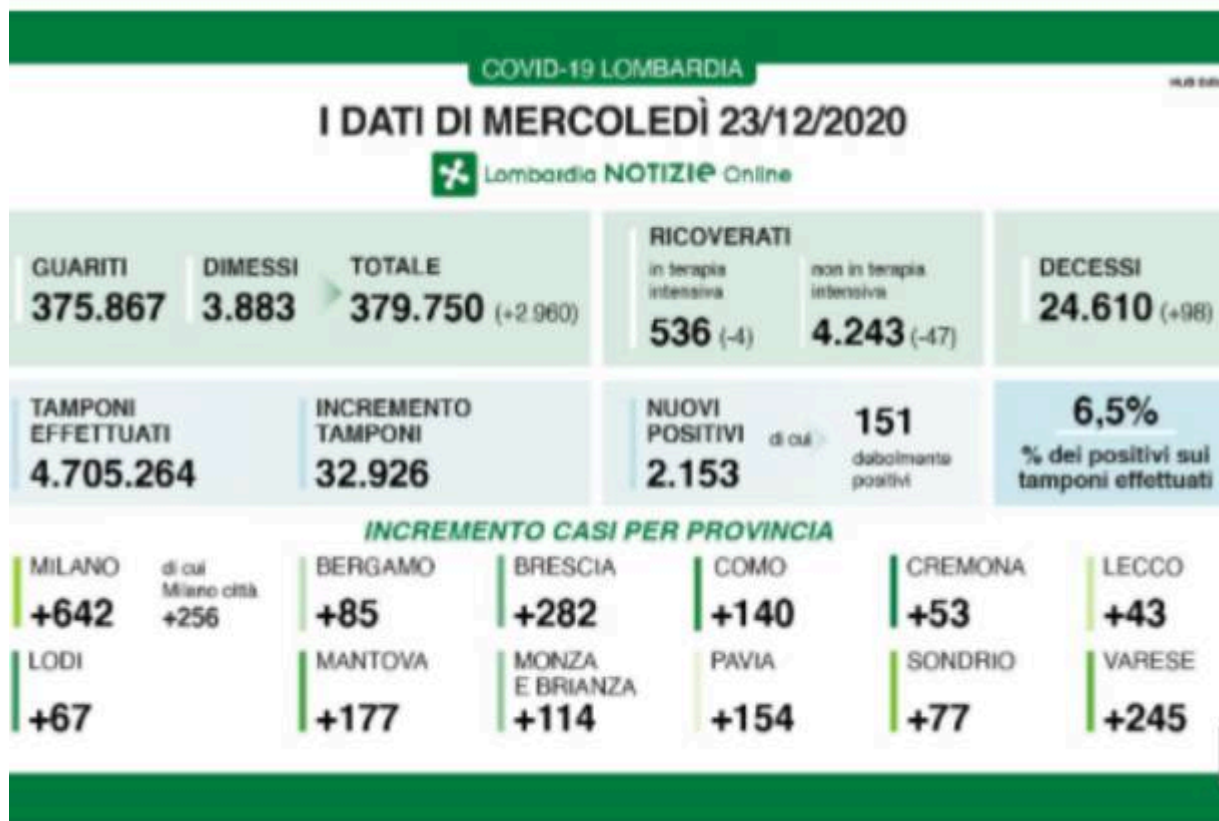 COVID-19 LOMBARDIA
I DATI DI MERCOLEDÌ 23/12/2020
Lombardia NOTIZIE Online
GUARITI
375.867
DIMESSI
3.883
TOTALE
379.750 (+2.960)
RICOVERATI
in terapia
intensiva
536 (-4)
non in terapia
intensiva
4.243 (-47)
DECESSI
24.610 (+98)
TAMPONI
EFFETTUATI
4.705.264
INCREMENTO
TAMPONI
32.926
NUOVI
POSITIVI
2.153
di cui
151
debolmente
positivi
6,5%
% dei positivi sui
tamponi effettuati
INCREMENTO CASI PER PROVINCIA
MILANO
+642
di cui
Milano città
+256
BERGAMO
+85
BRESCIA
+282
COMO
+140
CREMONA
+53
LECCO
+43
LODI
+67
MANTOVA
+177
MONZA
E BRIANZA
+114
PAVIA
+154
SONDRIO
+77
VARESE
+245